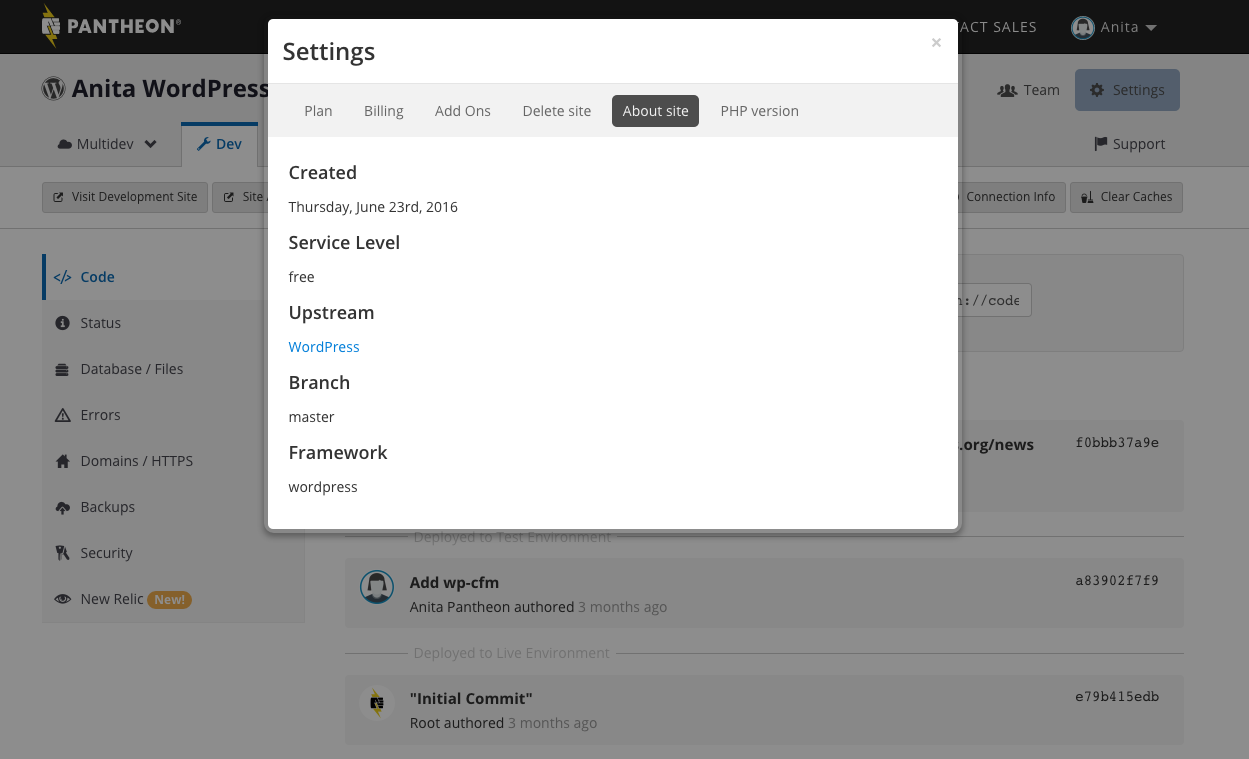 PANTHEON®
ACT SALES
Anita
Settings
×
Anita WordPress
Team
Settings
Plan
Billing
Add Ons
Delete site
About site
PHP version
Multidev
Dev
Support
Visit Development Site
Site
Connection Info
Clear Caches
Created
Thursday, June 23rd, 2016
Service Level
free
Upstream
WordPress
Branch
master
Framework
wordpress
Code
Status
Database / Files
Errors
Domains / HTTPS
Backups
Security
New Relic New!
://code
.org/news
f0bbb37a9e
Deployed to Test Environment
Add wp-cfm
a83902f7f9
Anita Pantheon authored 3 months ago
Deployed to Live Environment
"Initial Commit"
e79b415edb
Root authored 3 months ago